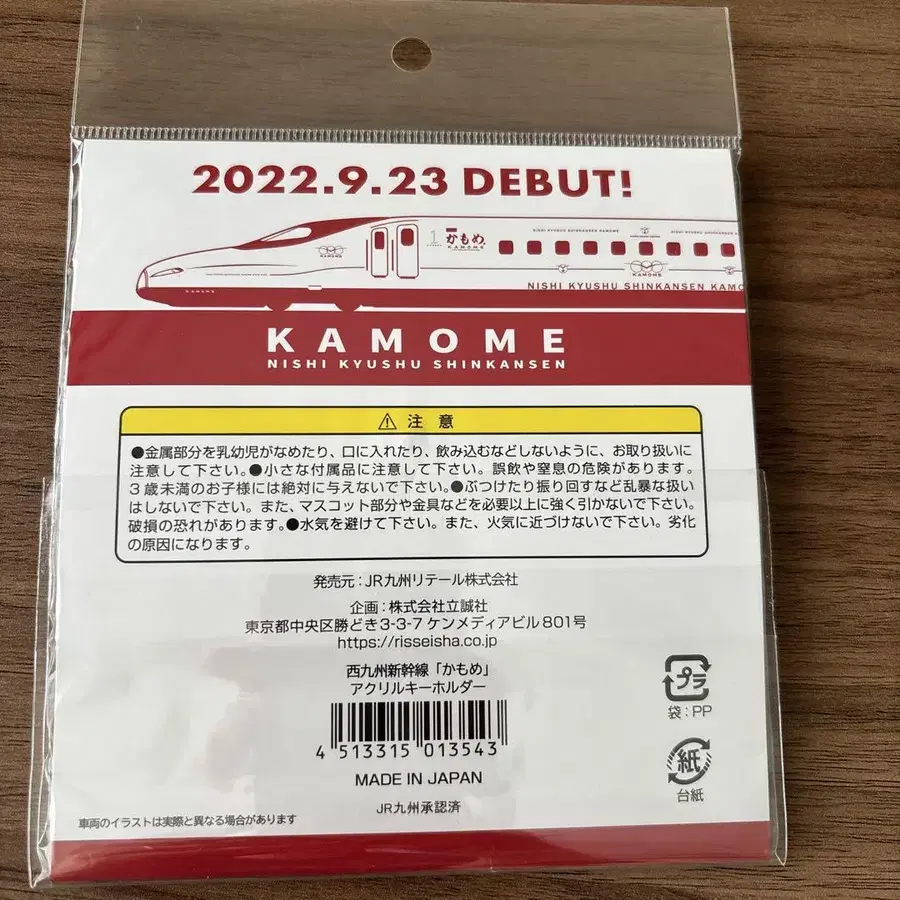 2022.9.23 DEBUT!
1
かもめ
KAMOME
NISHI KYUSHU SHINKANSEN KAMOME
NISHI KYUSHU SHINKANSEN
KAMOME
KAMOME
KAMOME
NISHI KYUSHU SHINKANSEN KAMO
KAMOME
KAMOME
NISHI KYUSHU SHINKANSEN
⚠ 注 意
●金属部分を乳幼児がなめたり、口に入れたり、飲み込むなどしないように、お取り扱いに
注意して下さい。●小さな付属品に注意して下さい。誤飲や窒息の危険があります。
3歳未満のお子様には絶対に与えないで下さい。●ぶつけたり振り回すなど乱暴な扱い
はしないで下さい。また、マスコット部分や金具などを必要以上に強く引かないで下さい。
破損の恐れがあります。●水気を避けて下さい。また、火気に近づけないで下さい。劣化
の原因になります。
発売元:JR九州リテール株式会社
企画:株式会社立誠社
東京都中央区勝どき3-3-7 ケンメディアビル801号
https://risseisha.co.jp
西九州新幹線「かもめ」
アクリルキーホルダー
4 513315 013543
MADE IN JAPAN
JR九州承認済
プラ
袋:PP
紙
台紙
車両のイラストは実際と異なる場合があります